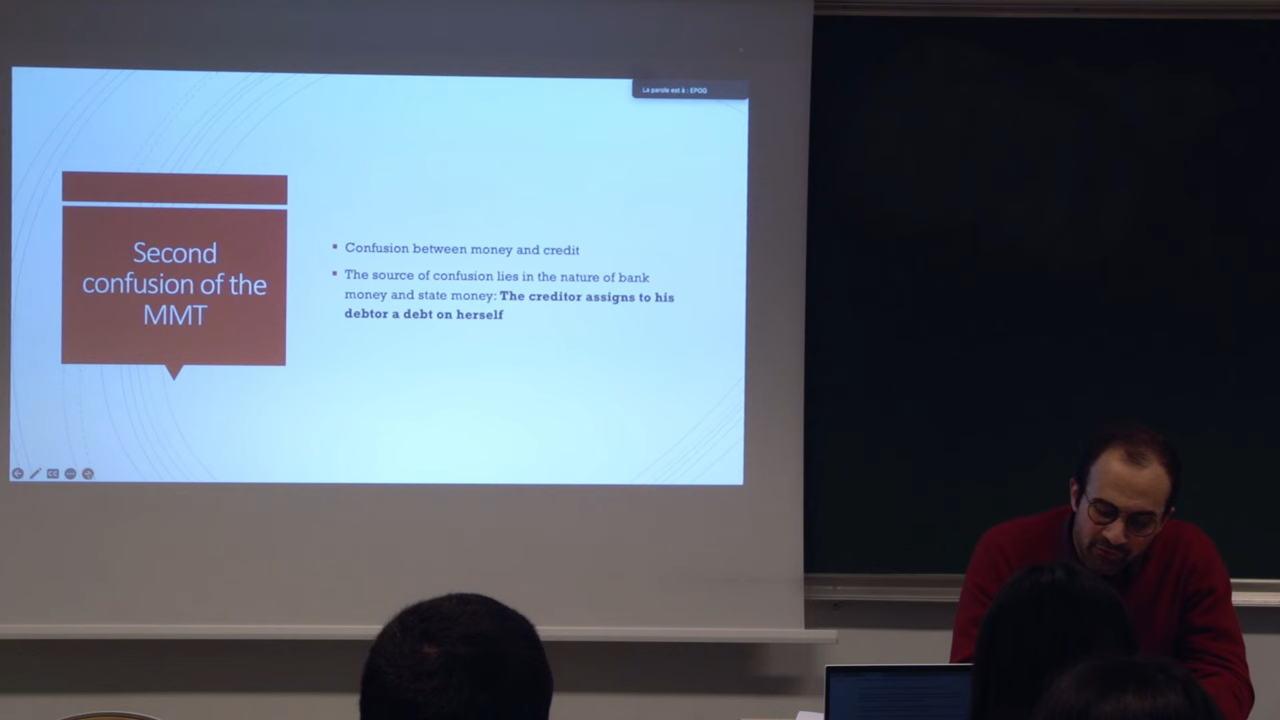 La parole est à : EPOG
Second
confusion of the
MMT
Confusion between money and credit
The source of confusion lies in the nature of bank
money and state money: The creditor assigns to his
debtor a debt on herself